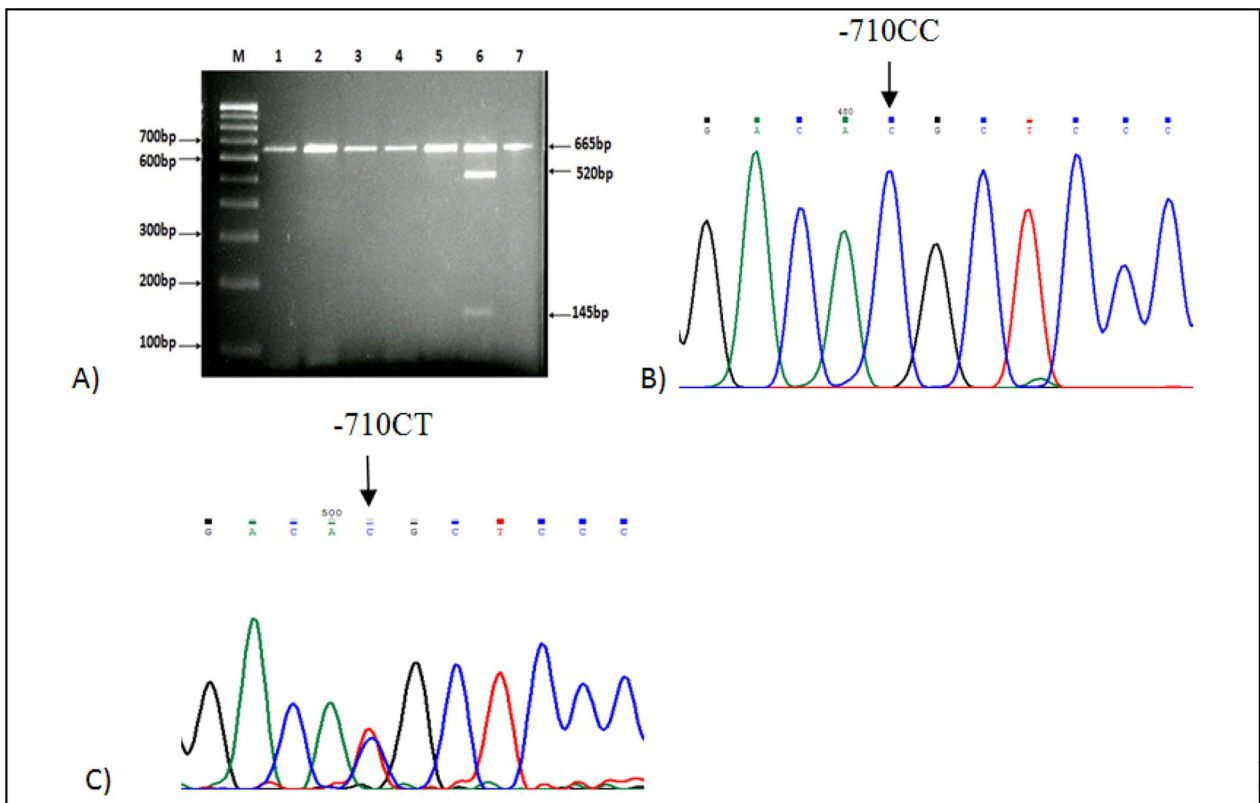 -710CC
M 1 2 3 4 5 6 7
480
G A C A C G C T C C C
700bp
600bp
665bp
520bp
300bp
200bp
145bp
100bp
A)
B)
-710CT
500
G A C A C G C T C C C
C)